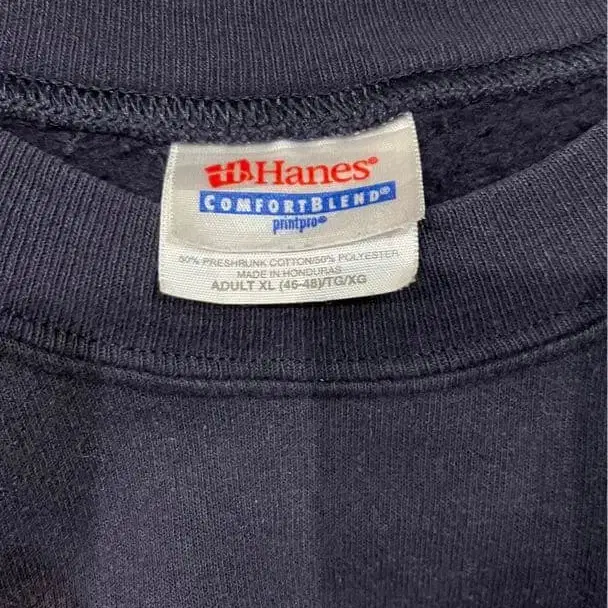 Hanes®
COMFORTBLEND®
printpro®
50% PRESHRUNK COTTON/50% POLYESTER
MADE IN HONDURAS
ADULT XL (46-48)/TG/XG